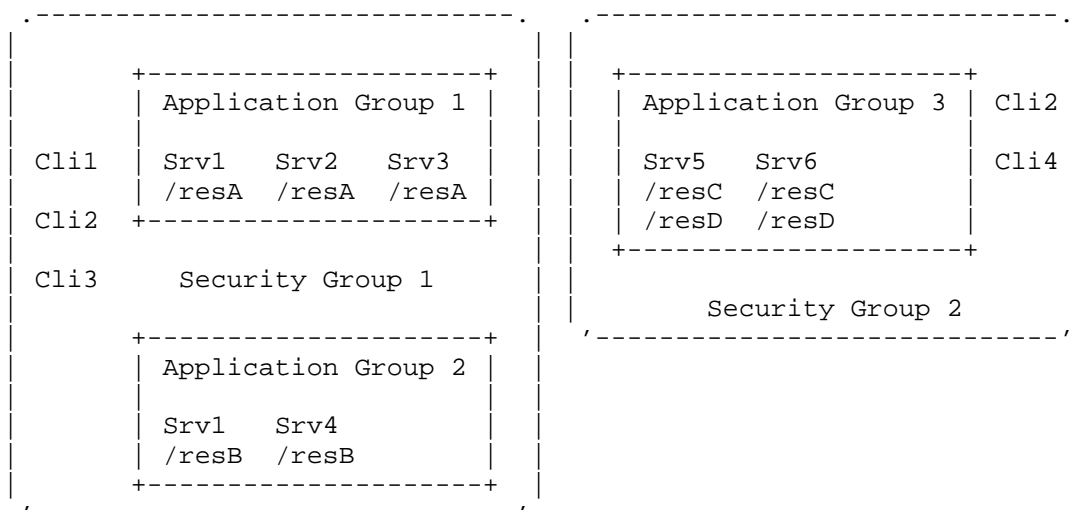 Application Group 1
Application Group 3 Cli2
Cli1 Srv1 Srv2 Srv3
Srv5 Srv6 Cli4
/resA /resA /resA
/resC /resC
Cli2
/resD /resD
Cli3 Security Group 1
Security Group 2
Application Group 2
Srv1 Srv4
/resB /resB